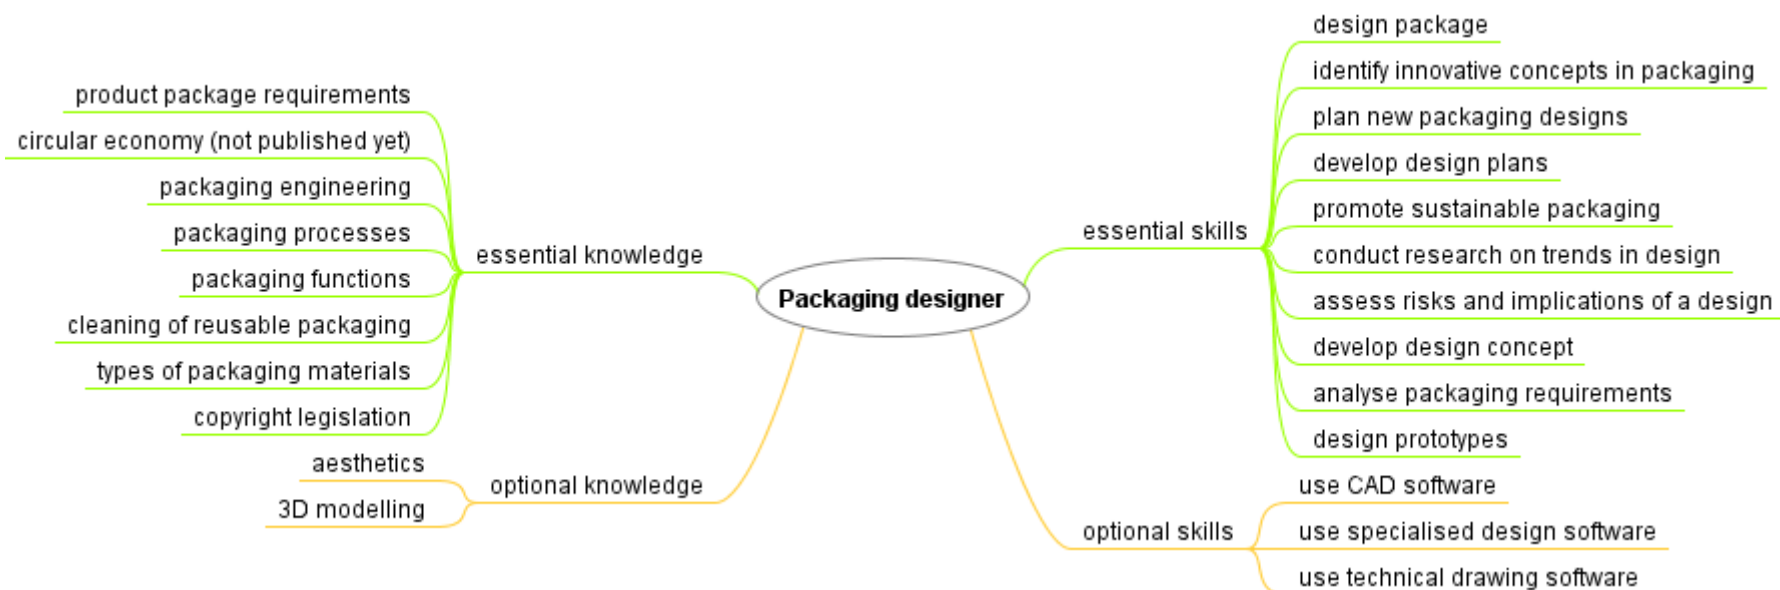 Packaging designer
essential knowledge
product package requirements
circular economy (not published yet)
packaging engineering
packaging processes
packaging functions
cleaning of reusable packaging
types of packaging materials
copyright legislation
optional knowledge
aesthetics
3D modelling
essential skills
design package
identify innovative concepts in packaging
plan new packaging designs
develop design plans
promote sustainable packaging
conduct research on trends in design
assess risks and implications of a design
develop design concept
analyse packaging requirements
design prototypes
optional skills
use CAD software
use specialised design software
use technical drawing software